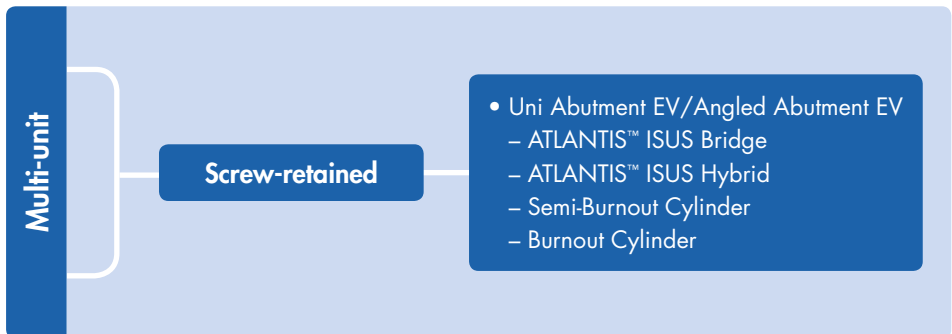 Multi-unit
Screw-retained
• Uni Abutment EV/Angled Abutment EV
– ATLANTIS™ ISUS Bridge
– ATLANTIS™ ISUS Hybrid
– Semi-Burnout Cylinder
– Burnout Cylinder